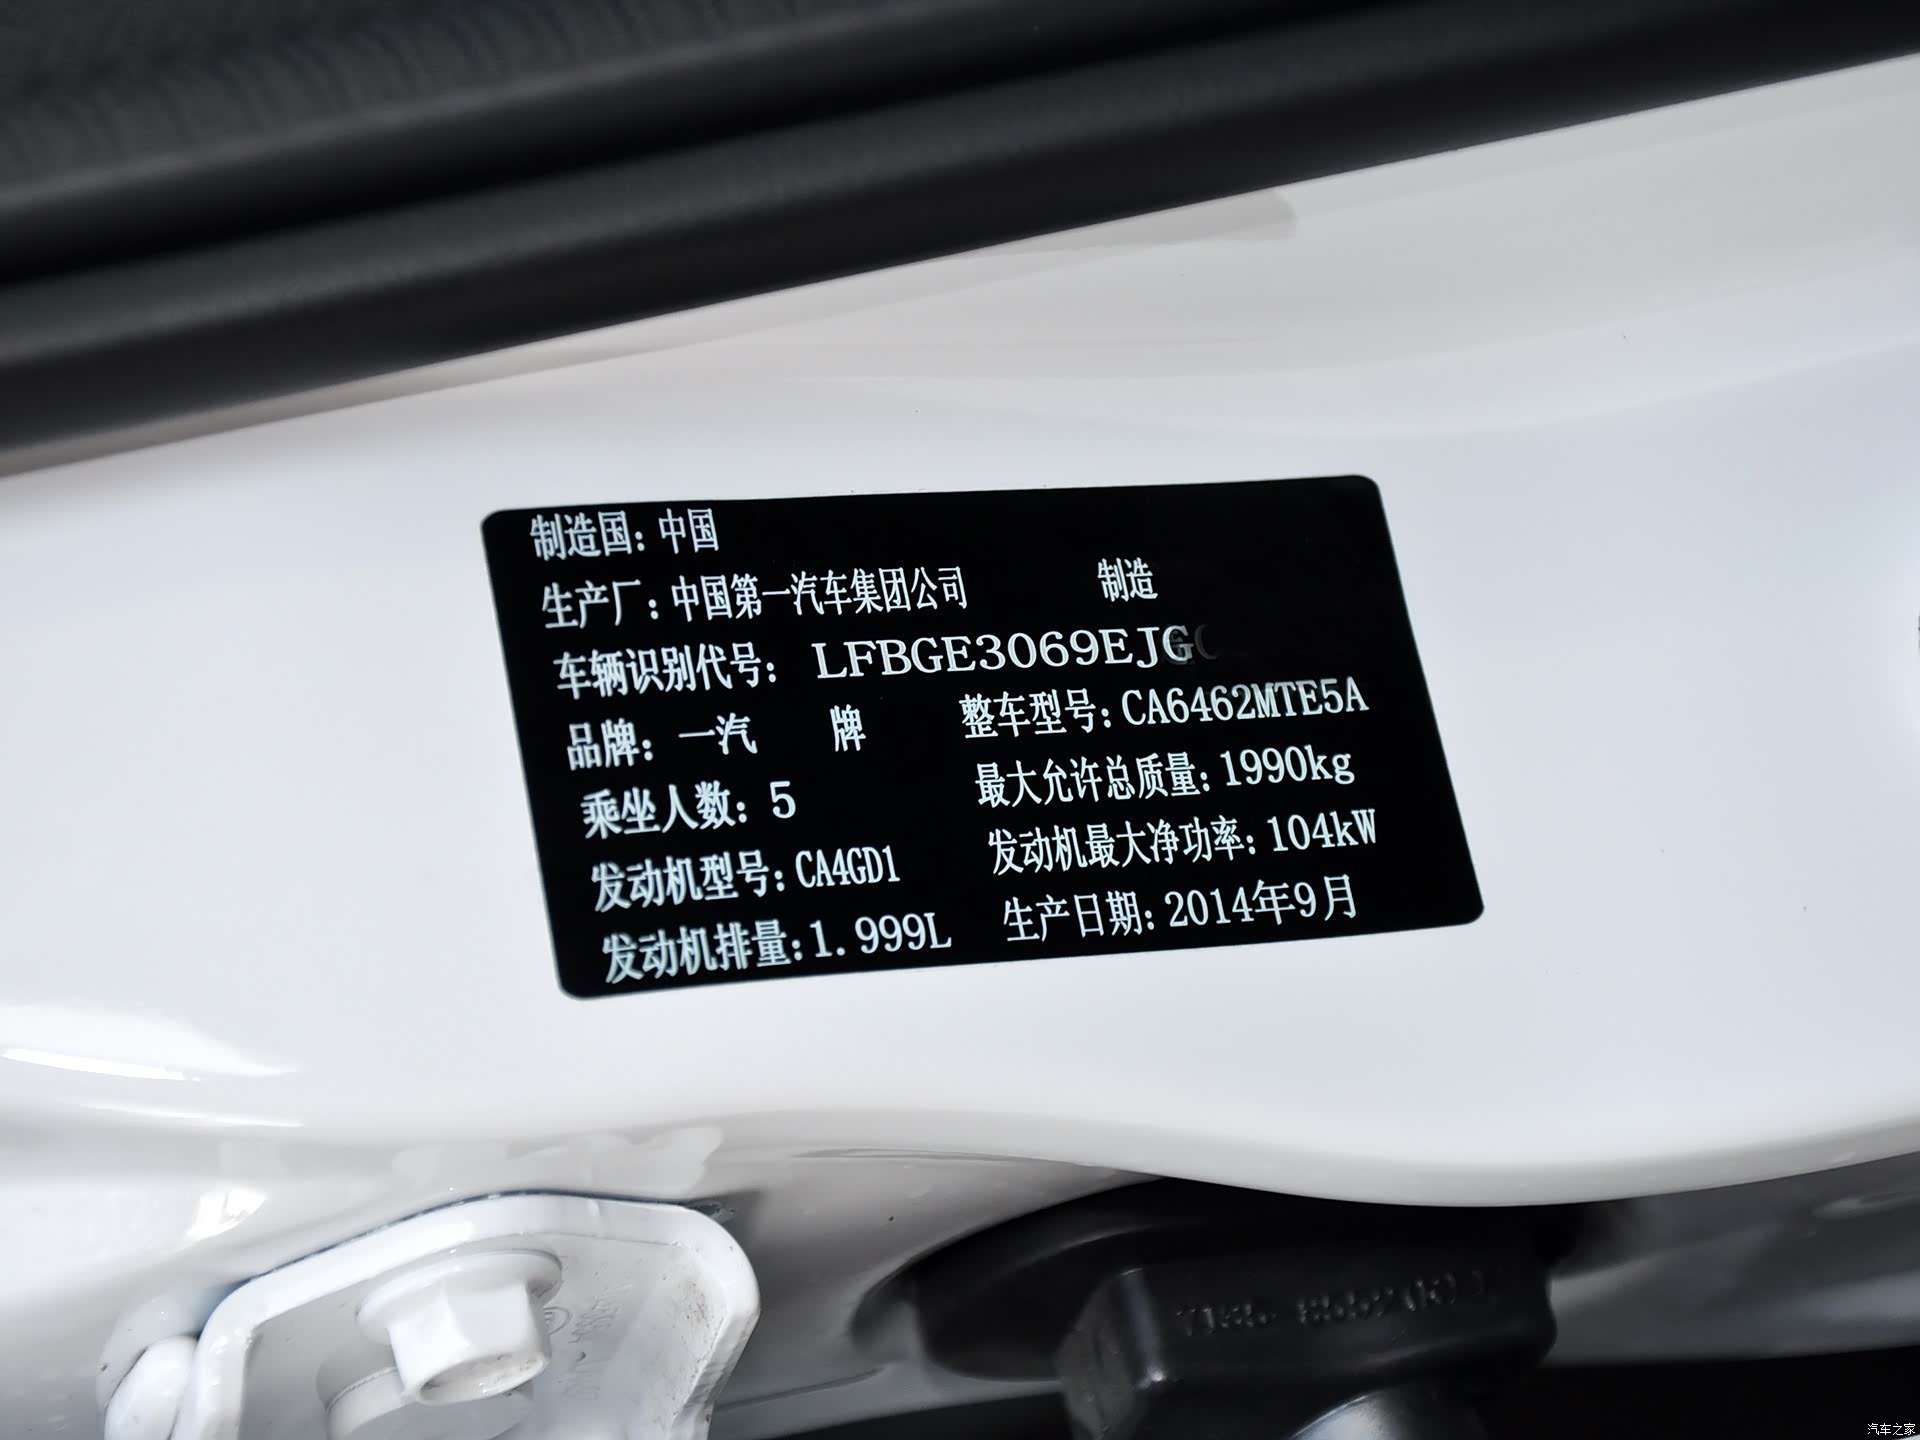 制造国：中国
生产厂：中国第一汽车集团公司 制造
车辆识别代号： LFBGE3069EJG
品牌：一汽 牌 整车型号：CA6462MTE5A
乘坐人数：5 最大允许总质量：1990kg
发动机型号：CA4GD1 发动机最大净功率：104kW
发动机排量：1.999L 生产日期：2014年9月
汽车之家